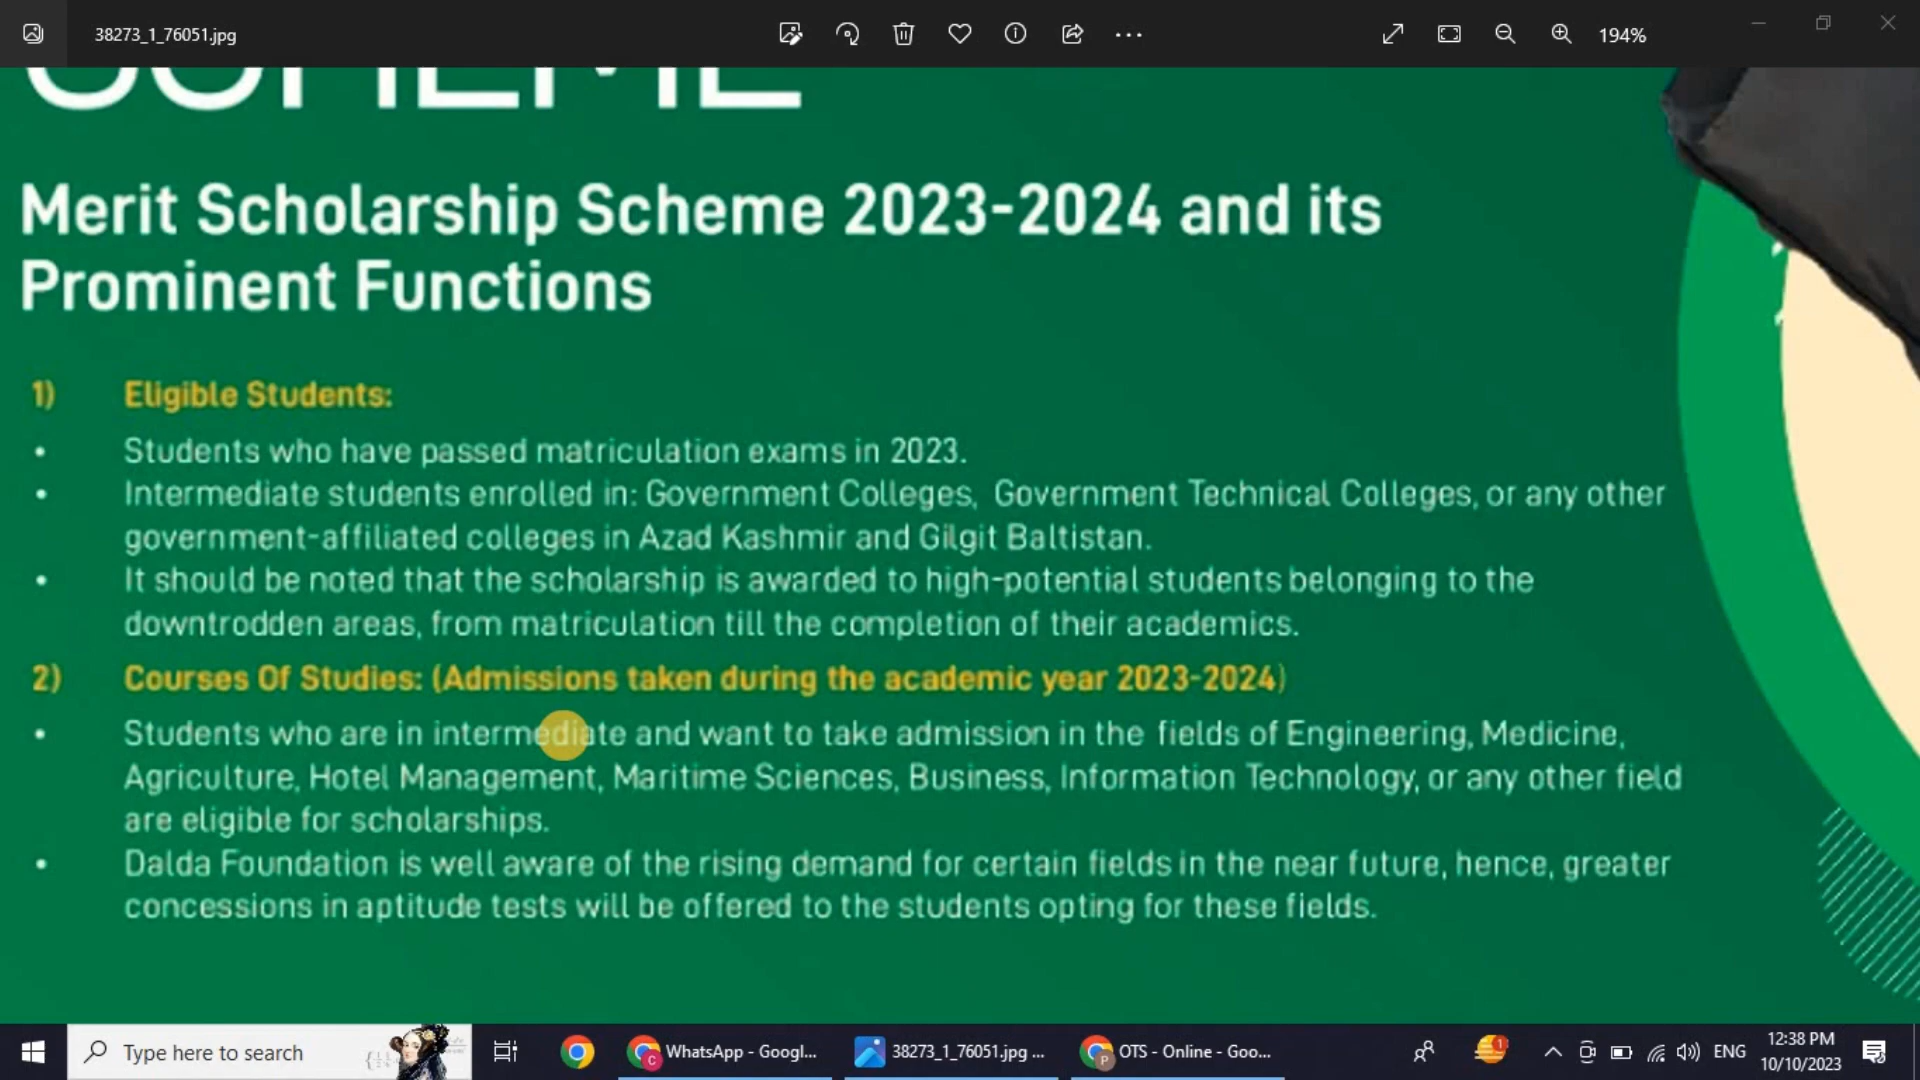 38273_1_76051.jpg
194%
SCHEME
Merit Scholarship Scheme 2023-2024 and its
Prominent Functions
1) Eligible Students:
• Students who have passed matriculation exams in 2023.
• Intermediate students enrolled in: Government Colleges, Government Technical Colleges, or any other
government-affiliated colleges in Azad Kashmir and Gilgit Baltistan.
• It should be noted that the scholarship is awarded to high-potential students belonging to the
downtrodden areas, from matriculation till the completion of their academics.
2) Courses Of Studies: (Admissions taken during the academic year 2023-2024)
• Students who are in intermediate and want to take admission in the fields of Engineering, Medicine,
Agriculture, Hotel Management, Maritime Sciences, Business, Information Technology, or any other field
are eligible for scholarships.
• Dalda Foundation is well aware of the rising demand for certain fields in the near future, hence, greater
concessions in aptitude tests will be offered to the students opting for these fields.
Type here to search
C
WhatsApp - Googl...
38273_1_76051.jpg ...
P
OTS - Online - Goo...
1
ENG
12:38 PM
10/10/2023